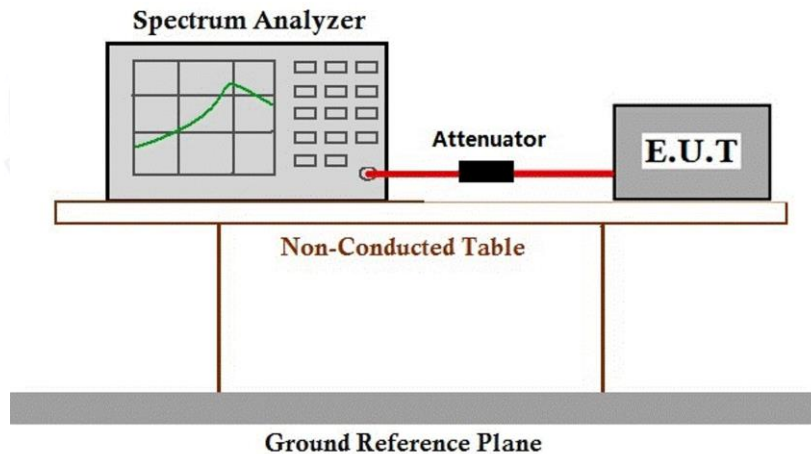 Spectrum Analyzer
Attenuator
E.U.T
Non-Conducted Table
Ground Reference Plane